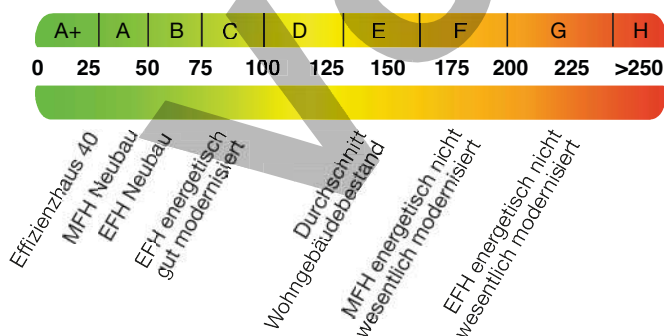 A+ A B C D E F G H
0 25 50 75 100 125 150 175 200 225 >250
Effizienzhaus 40
MFH Neubau
EFH Neubau
EFH energetisch
gut modernisiert
Durchschnitt
Wohngebäudebestand
MFH energetisch nicht
wesentlich modernisiert
EFH energetisch nicht
wesentlich modernisiert